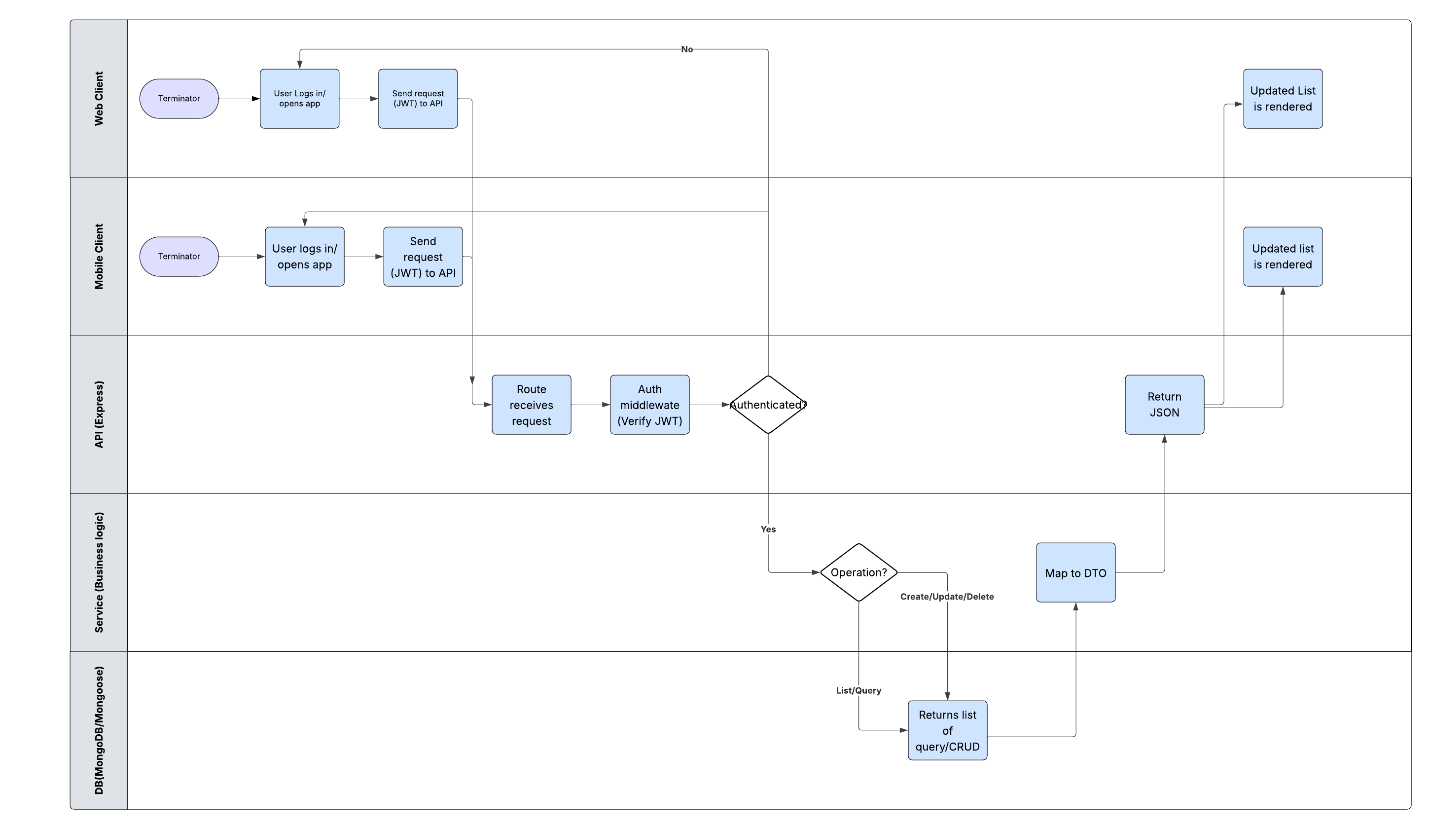 Web Client
No
Terminator
User Logs in/
opens app
Send request
(JWT) to API
Updated List
is rendered
Mobile Client
Terminator
User logs in/
opens app
Send
request
(JWT) to API
Updated list
is rendered
API (Express)
Route
receives
request
Auth
middlewate
(Verify JWT)
Authenticated?
Return
JSON
Service (Business logic)
Yes
Operation?
Create/Update/Delete
Map to DTO
DB(MongoDB/Mongoose)
List/Query
Returns list
of
query/CRUD